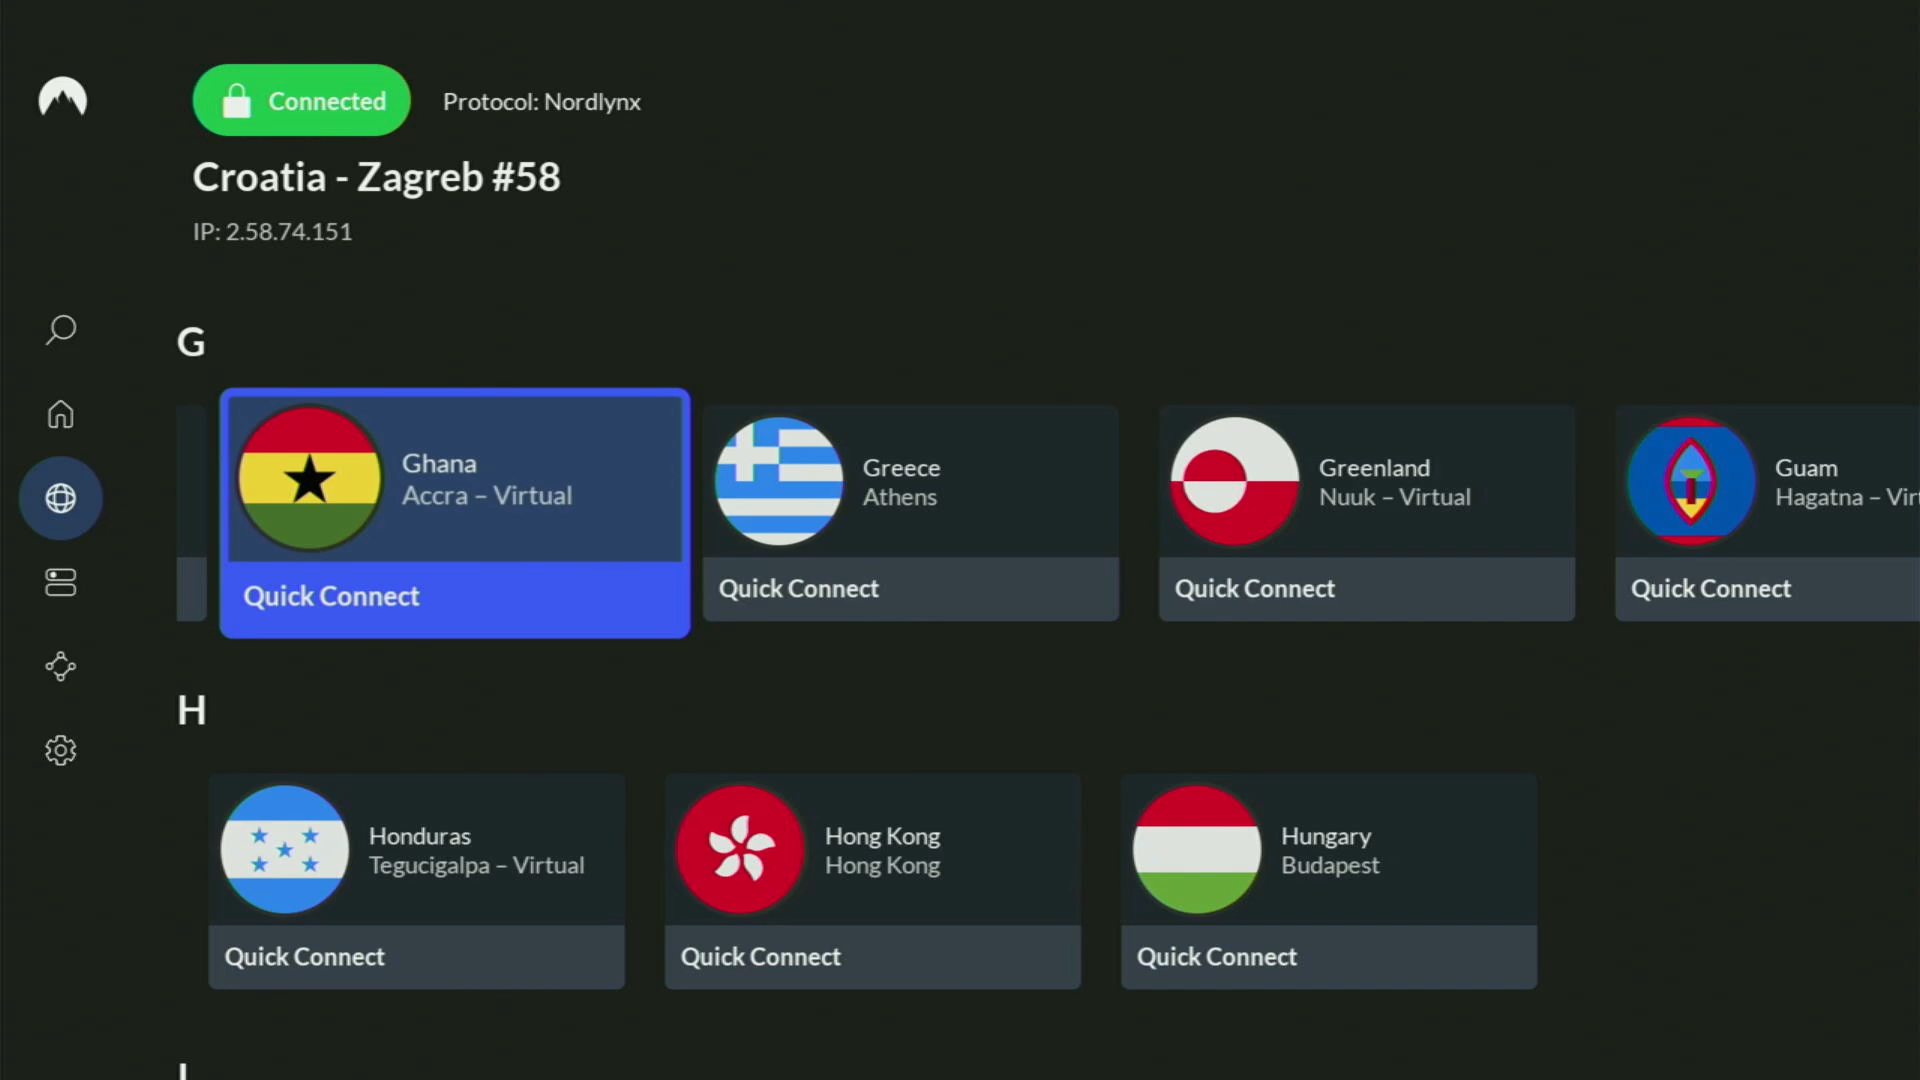 Connected
Protocol: Nordlynx
Croatia - Zagreb #58
IP: 2.58.74.151
G
Ghana
Accra – Virtual
Quick Connect
Greece
Athens
Quick Connect
Greenland
Nuuk – Virtual
Quick Connect
Guam
Hagatna –
Quick Connect
H
Honduras
Tegucigalpa – Virtual
Quick Connect
Hong Kong
Hong Kong
Quick Connect
Hungary
Budapest
Quick Connect